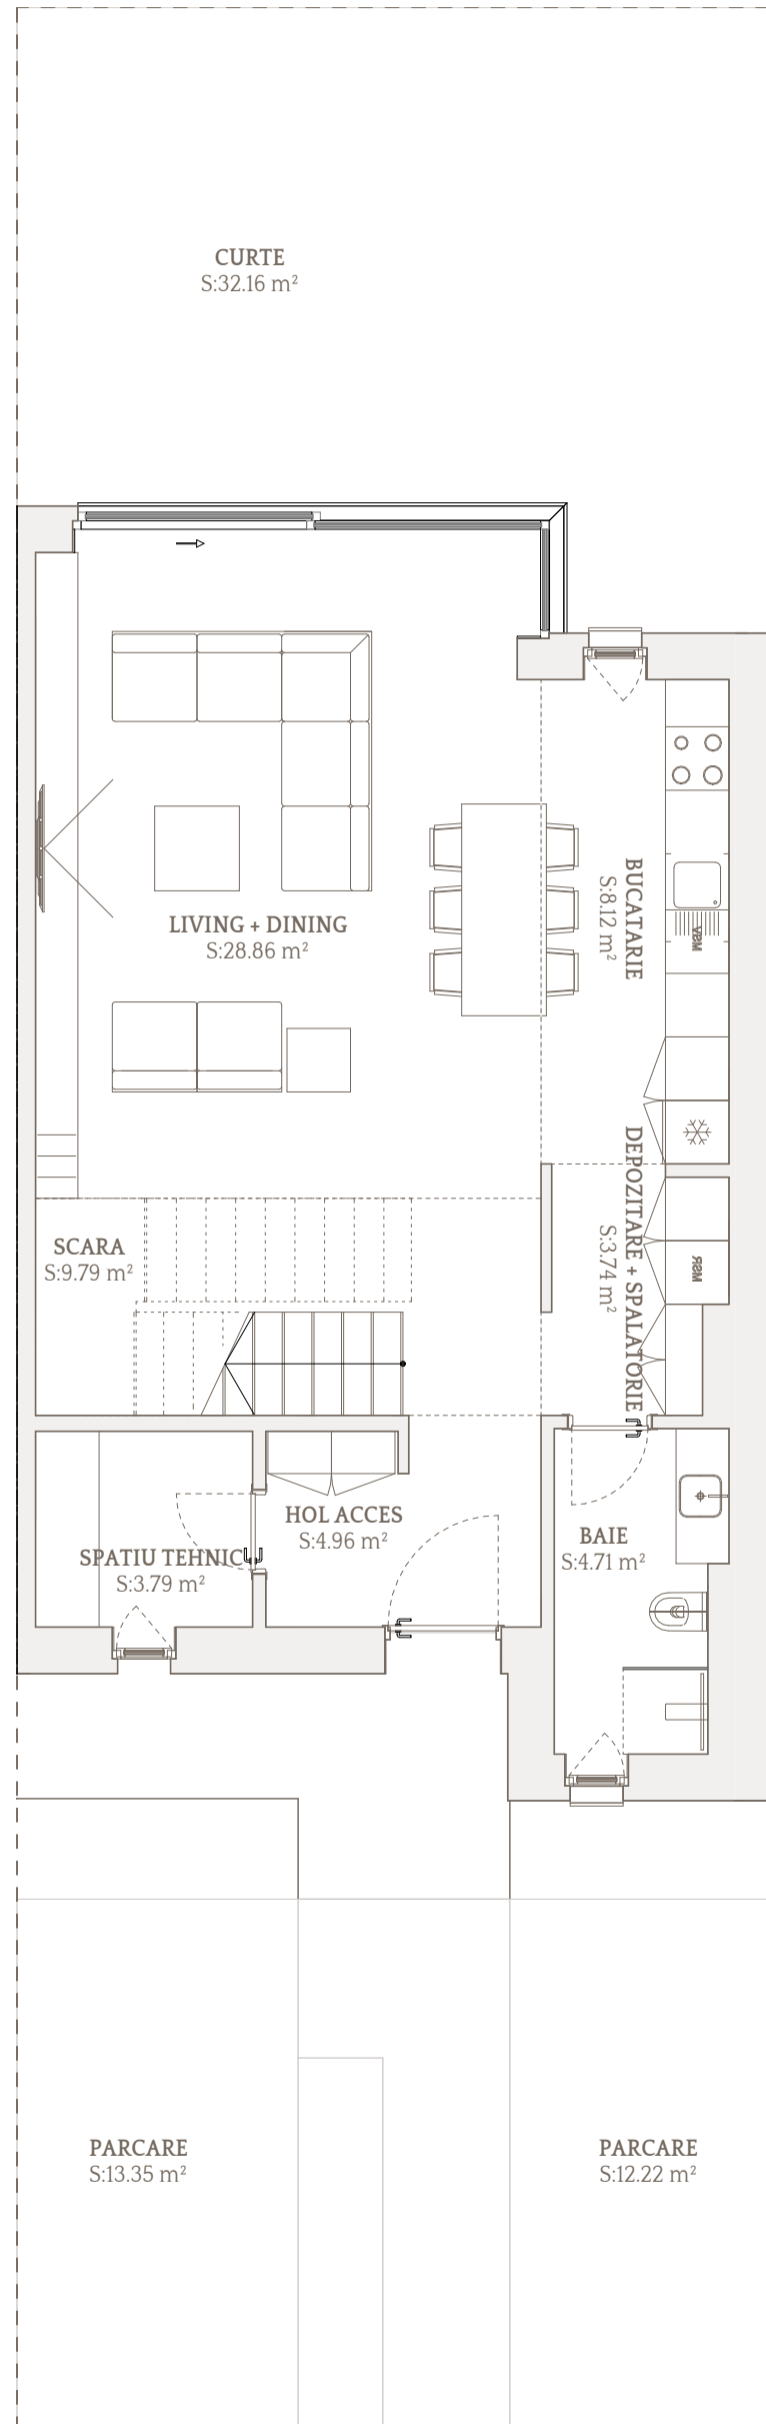 CURTE
S:32.16 m²
LIVING + DINING
S:28.86 m²
BUCATARIE
S:8.12 m²
MSV
DEPOZITARE + SPALATORIE
S:3.74 m²
MSR
SCARA
S:9.79 m²
HOL ACCES
S:4.96 m²
SPATIU TEHNIC
S:3.79 m²
BAIE
S:4.71 m²
PARCARE
S:13.35 m²
PARCARE
S:12.22 m²